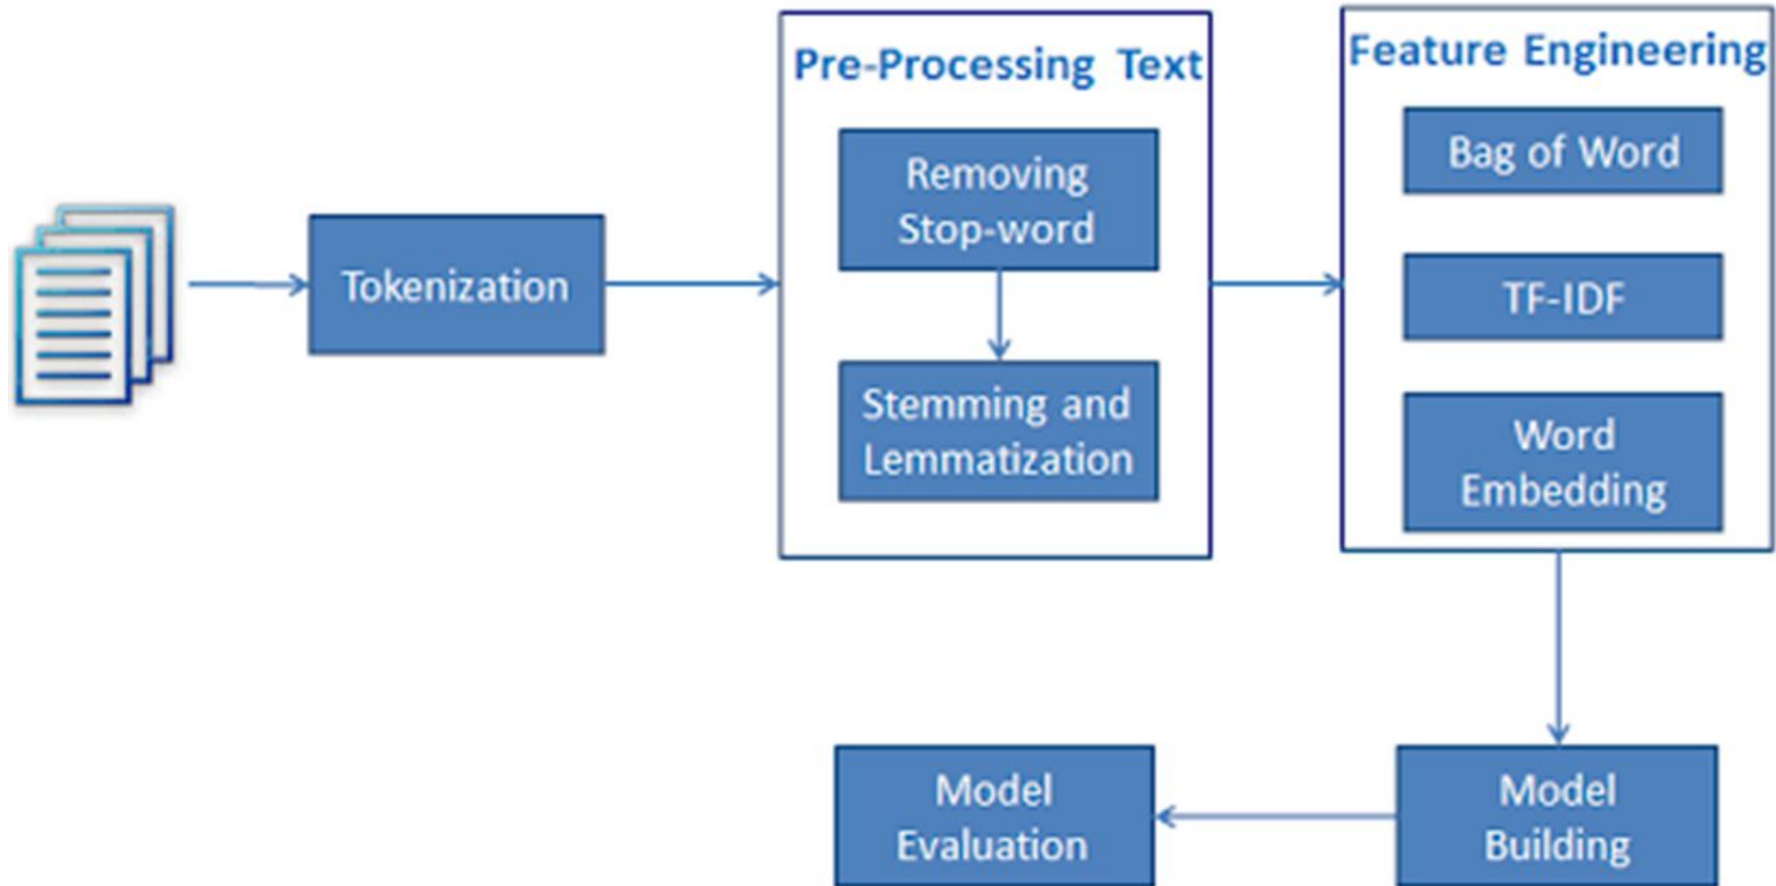 Tokenization
Pre-Processing Text
Removing
Stop-word
Stemming and
Lemmatization
Feature Engineering
Bag of Word
TF-IDF
Word
Embedding
Model
Building
Model
Evaluation